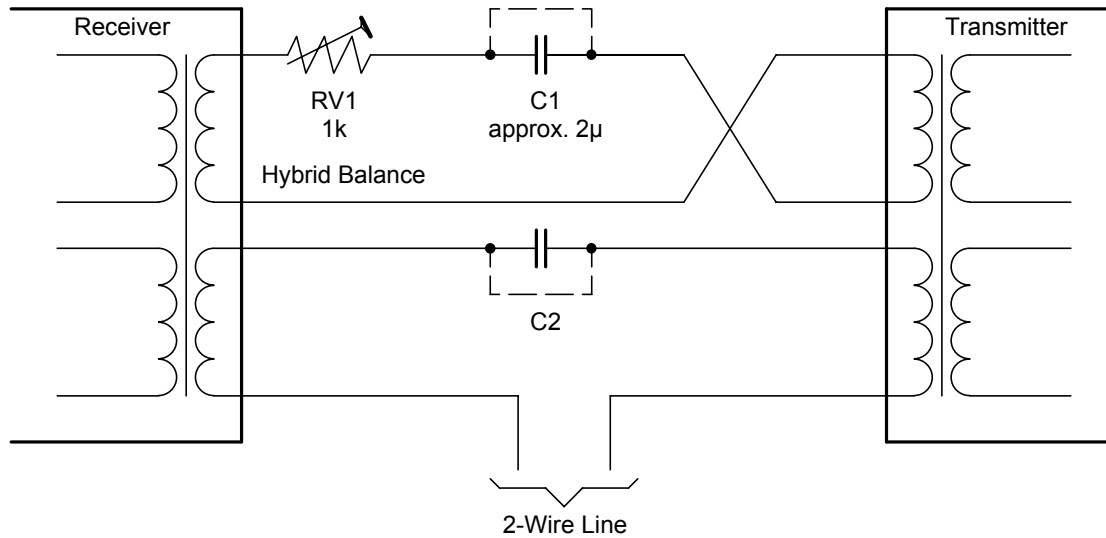 Receiver
Transmitter
RV1
1k
C1
approx. 2µ
Hybrid Balance
C2
2-Wire Line